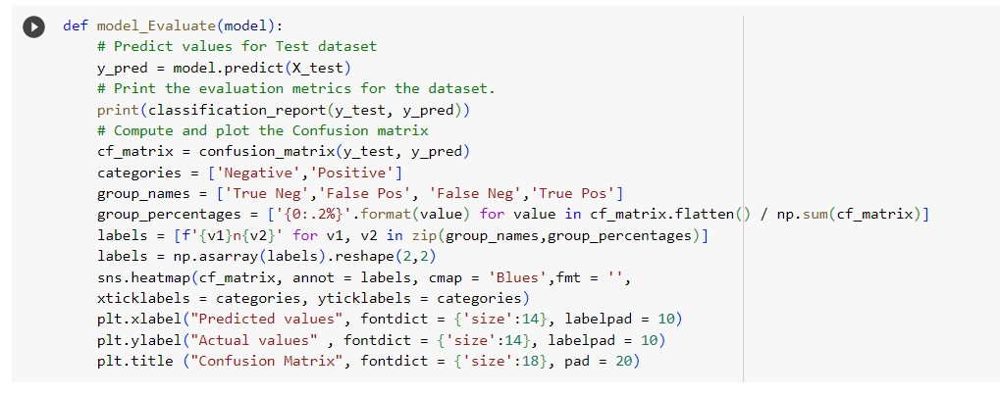 def model_Evaluate(model):
# Predict values for Test dataset
y_pred = model.predict(X_test)
# Print the evaluation metrics for the dataset.
print(classification_report(y_test, y_pred))
# Compute and plot the Confusion matrix
cf_matrix = confusion_matrix(y_test, y_pred)
categories = ['Negative','Positive']
group_names = ['True Neg','False Pos', 'False Neg','True Pos']
group_percentages = ['{0:.2%}'.format(value) for value in cf_matrix.flatten() / np.sum(cf_matrix)]
labels = [f'{v1}n{v2}' for v1, v2 in zip(group_names,group_percentages)]
labels = np.asarray(labels).reshape(2,2)
sns.heatmap(cf_matrix, annot = labels, cmap = 'Blues',fmt = '',
xticklabels = categories, yticklabels = categories)
plt.xlabel("Predicted values", fontdict = {'size':14}, labelpad = 10)
plt.ylabel("Actual values" , fontdict = {'size':14}, labelpad = 10)
plt.title ("Confusion Matrix", fontdict = {'size':18}, pad = 20)